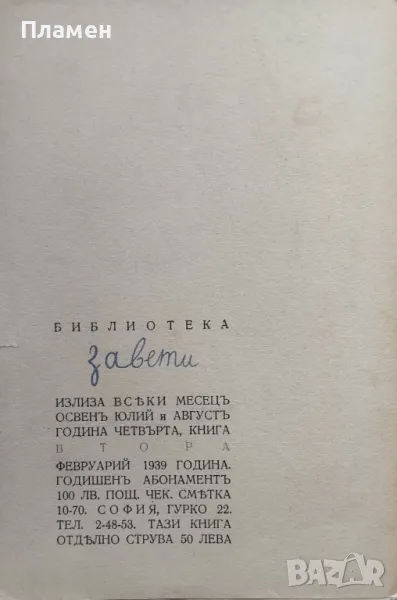 Пламен
БИБЛИОТЕКА
завети
ИЗЛИЗА ВСѢКИ МЕСЕЦЪ
ОСВЕНЪ ЮЛИЙ и АВГУСТЪ
ГОДИНА ЧЕТВЪРТА, КНИГА
ВТОРА
ФЕВРУАРИЙ 1939 ГОДИНА.
ГОДИШЕНЪ АБОНАМЕНТЪ
100 ЛВ. ПОЩ. ЧЕК. СМѢТКА
10-70. СОФИЯ, ГУРКО 22.
ТЕЛ. 2-48-53. ТАЗИ КНИГА
ОТДѢЛНО СТРУВА 50 ЛЕВА
BAZAR